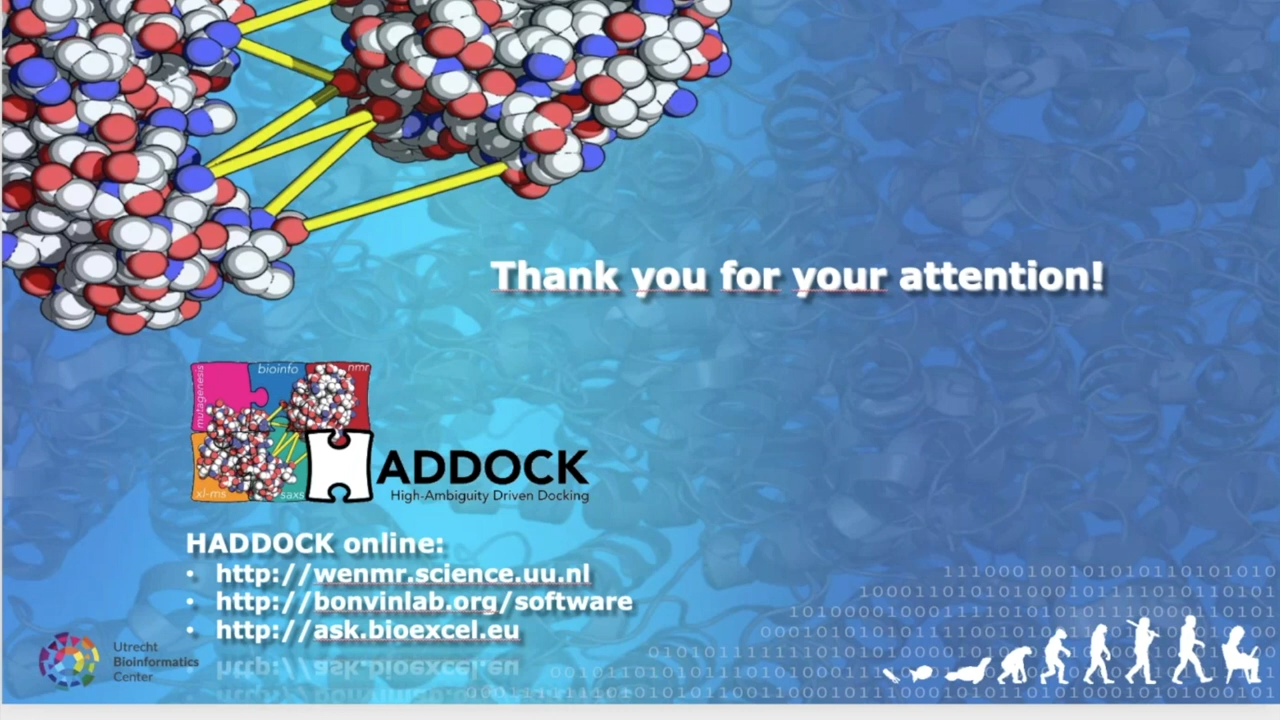 Thank you for your attention!
mutagenesis
bioinfo
nmr
xl-ms
saxs
HADDOCK
High-Ambiguity Driven Docking
HADDOCK online:
• http://wenmr.science.uu.nl
• http://bonvinlab.org/software
• http://ask.bioexcel.eu
Utrecht
Bioinformatics
Center